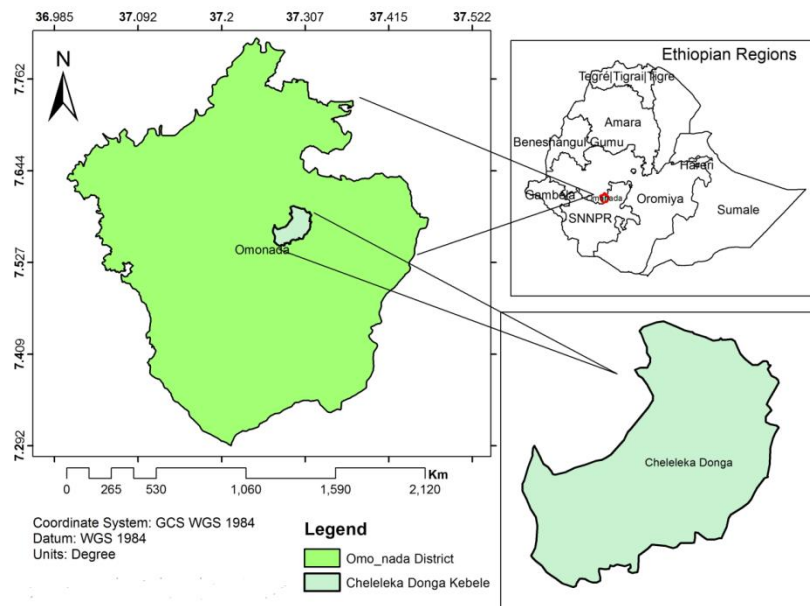 36.985 37.092 37.2 37.307 37.415 37.522
N
7.762
7.644
7.527
7.409
7.292
Omonada
Ethiopian Regions
Tegre|Tigrai|Tigre
Amara
Beneshangul Gumu
Hareri
Gambela
Oromiya
SNNPR
Sumale
Cheleleka Donga
Km
0 265 530 1,060 1,590 2,120
Coordinate System: GCS WGS 1984
Datum: WGS 1984
Units: Degree
Legend
Omo_nada District
Cheleleka Donga Kebele